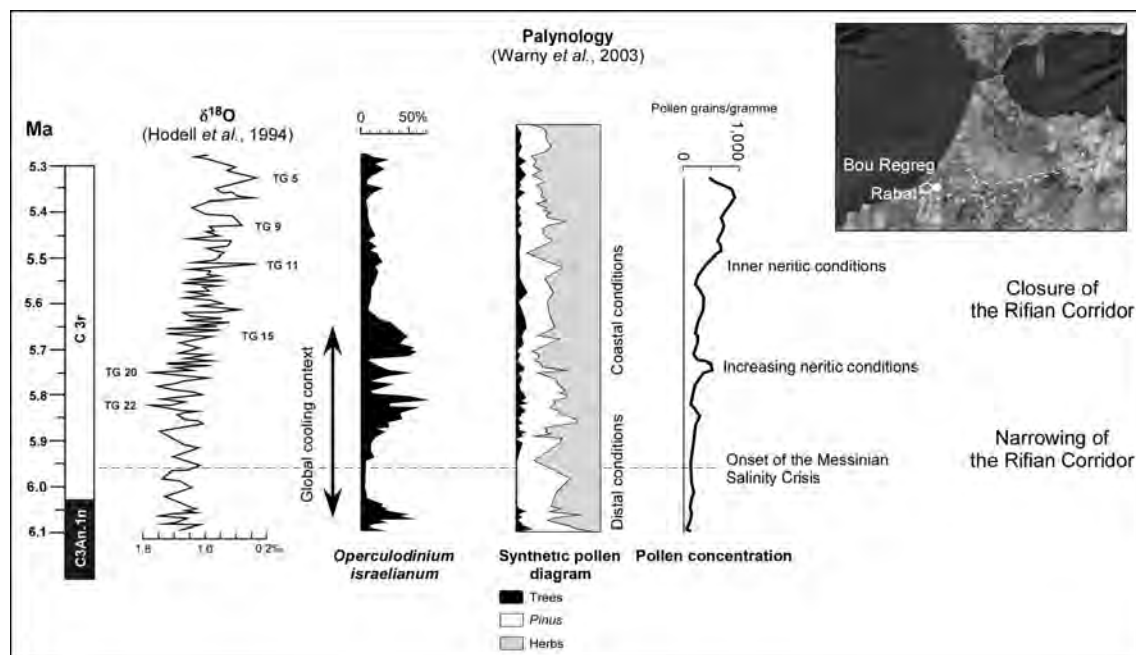 Palynology
(Warny et al., 2003)
Ma
δ18O
(Hodell et al., 1994)
0 50%
Pollen grains/gramme
0
1,000
Bou Regreg
Rabat
5.3
5.4
5.5
5.6
5.7
5.8
5.9
6.0
6.1
C 3r
C3An.1n
TG 5
TG 9
TG 11
TG 15
TG 20
TG 22
1.8 1.0 0.2‰
Global cooling context
Operculodinium
israelianum
Coastal conditions
Distal conditions
Synthetic pollen
diagram
Trees
Pinus
Herbs
Inner neritic conditions
Increasing neritic conditions
Onset of the Messinian
Salinity Crisis
Pollen concentration
Closure of
the Rifian Corridor
Narrowing of
the Rifian Corridor